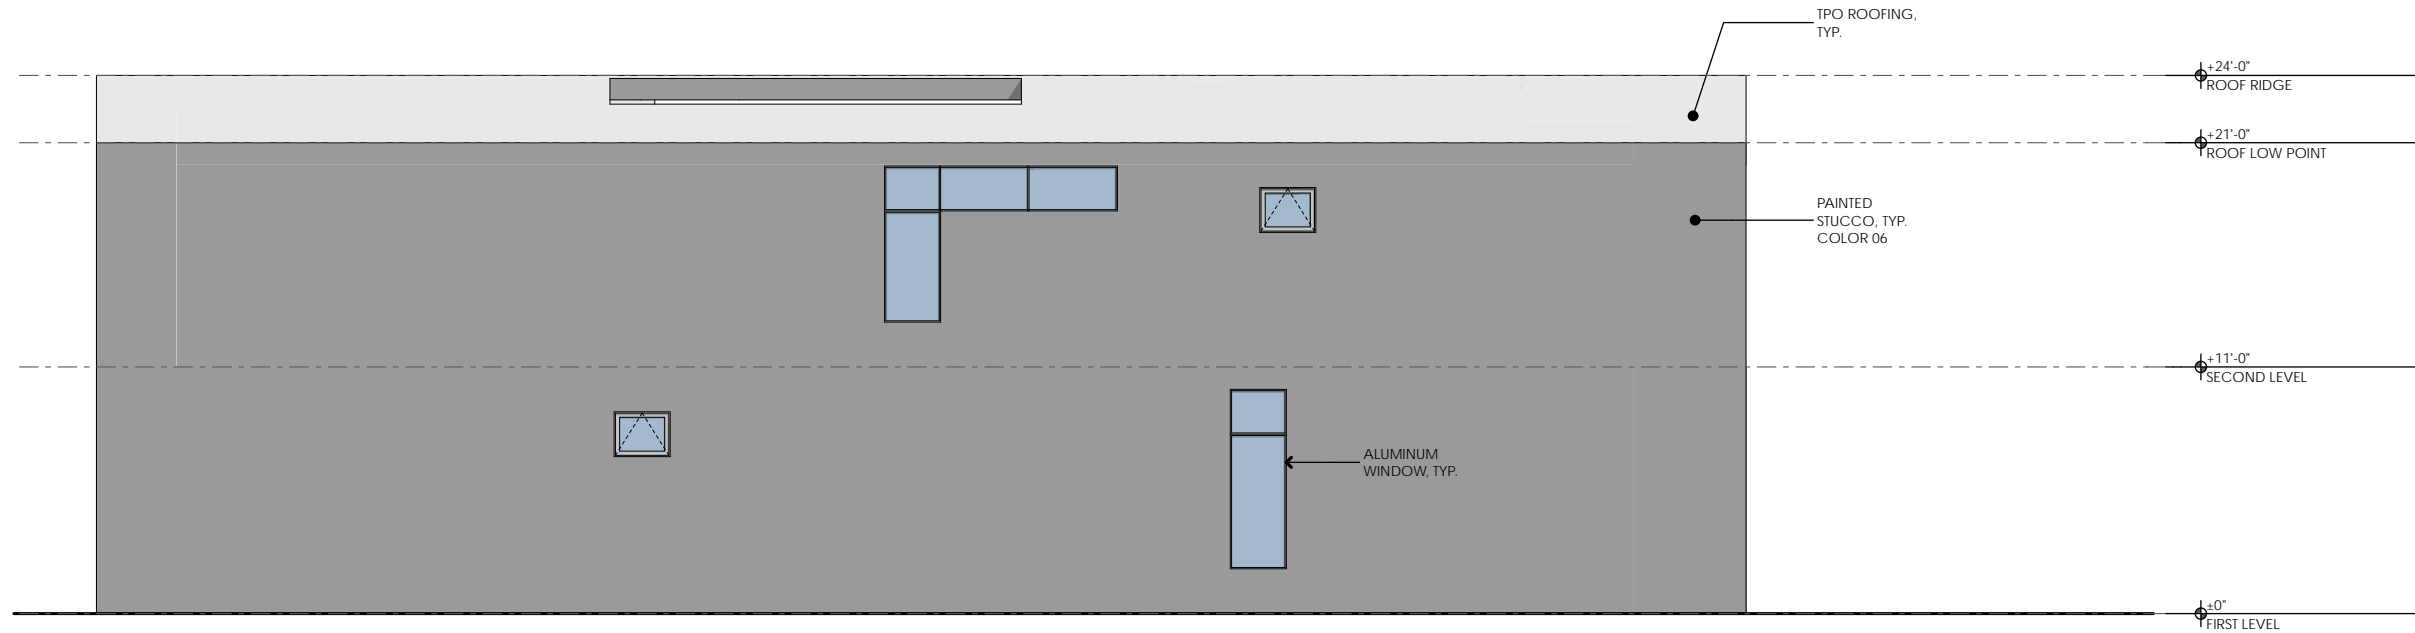 TPO ROOFING,
TYP.
+24'-0"
ROOF RIDGE
+21'-0"
ROOF LOW POINT
PAINTED
STUCCO, TYP.
COLOR 06
+11'-0"
SECOND LEVEL
ALUMINUM
WINDOW, TYP.
±0"
FIRST LEVEL